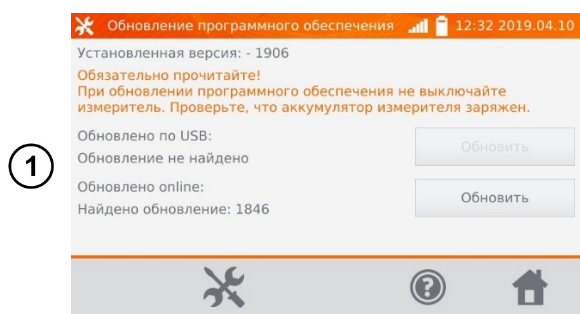 Обновление программного обеспечения 12:32 2019.04.10
Установленная версия: - 1906
Обязательно прочитайте!
При обновлении программного обеспечения не выключайте
измеритель. Проверьте, что аккумулятор измерителя заряжен.
Обновлено по USB:
Обновить
Обновление не найдено
1
Обновлено online:
Обновить
Найдено обновление: 1846
?